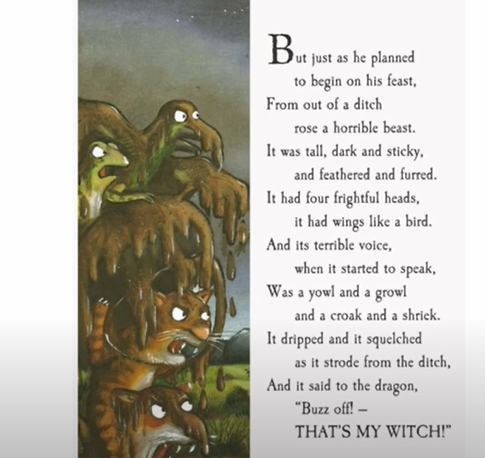 But just as he planned
to begin on his feast,
From out of a ditch
rose a horrible beast.
It was tall, dark and sticky,
and feathered and furred.
It had four frightful heads,
it had wings like a bird.
And its terrible voice,
when it started to speak,
Was a yowl and a growl
and a croak and a shriek.
It dripped and it squelched
as it strode from the ditch,
And it said to the dragon,
"Buzz off! –
THAT'S MY WITCH!"